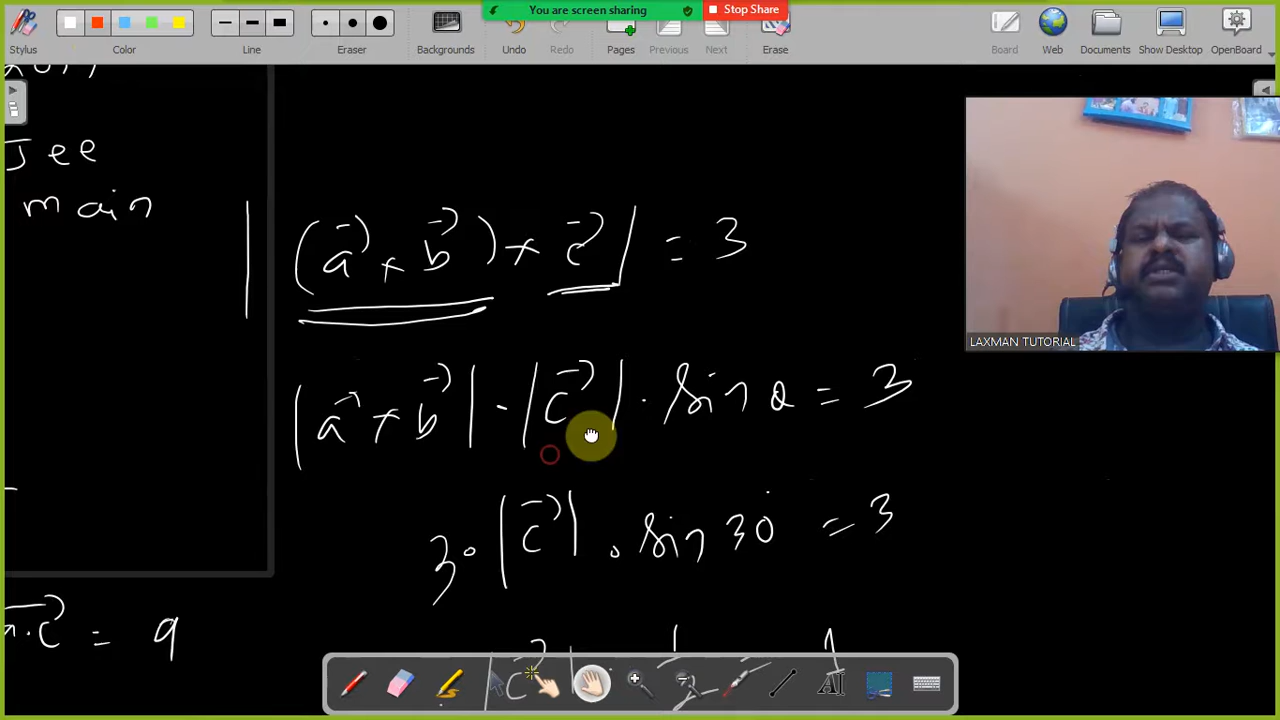 You are screen sharing
Stop Share
Stylus
Color
Line
Eraser
Backgrounds
Undo
Redo
Pages
Previous
Next
Erase
Board
Web
Documents
Show Desktop
OpenBoard
Jee
main
|(a⃗ × b⃗) × c⃗| = 3
|a⃗ × b⃗| · |c⃗| · sin θ = 3
3 · |c⃗| · sin 30° = 3
a⃗·c⃗ = 9
LAXMAN TUTORIAL